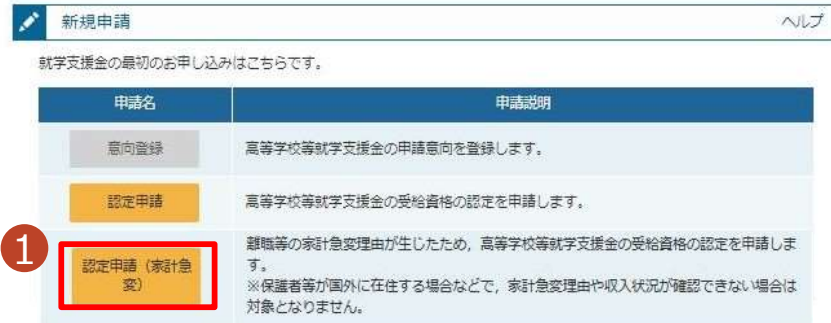 新規申請
ヘルプ
就学支援金の最初のお申し込みはこちらです。
申請名
申請説明
意向登録
高等学校等就学支援金の申請意向を登録します。
認定申請
高等学校等就学支援金の受給資格の認定を申請します。
1
認定申請（家計急
変）
離職等の家計急変理由が生じたため，高等学校等就学支援金の受給資格の認定を申請しま
す。
※保護者等が国外に在住する場合などで，家計急変理由や収入状況が確認できない場合は
対象となりません。